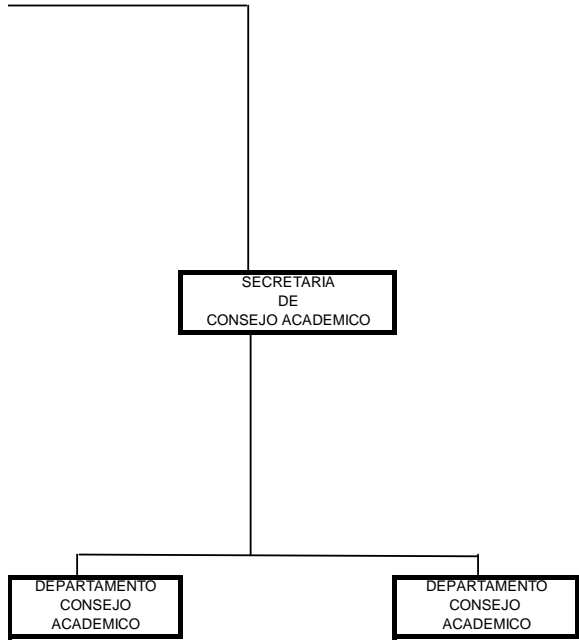 SECRETARIA
DE
CONSEJO ACADEMICO
DEPARTAMENTO
CONSEJO
ACADEMICO
DEPARTAMENTO
CONSEJO
ACADEMICO